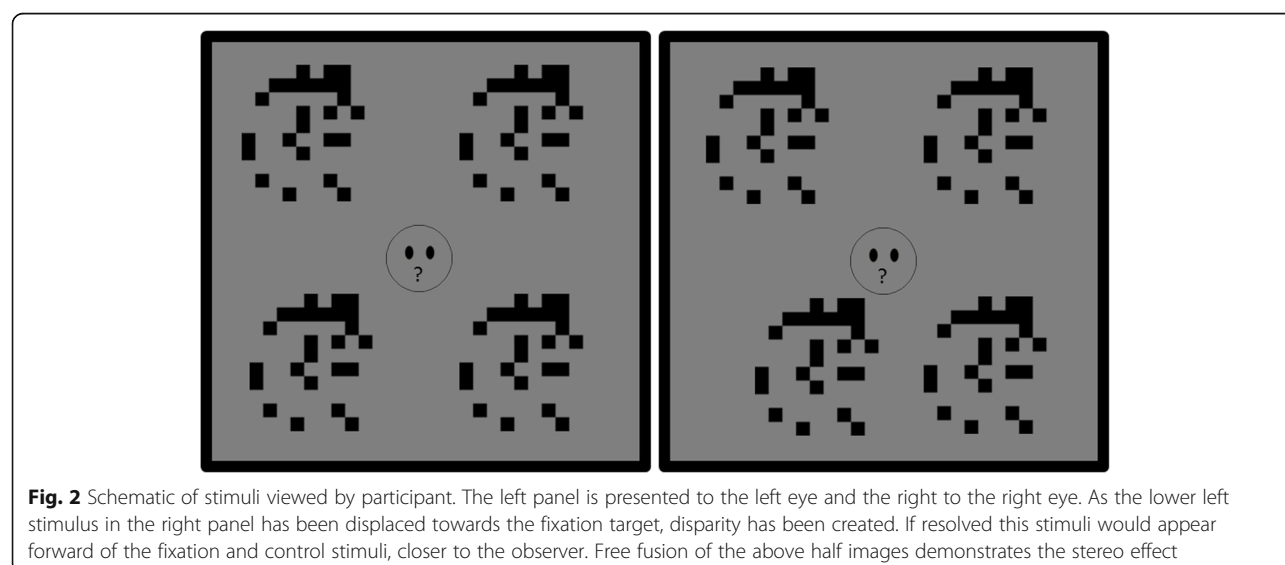 ?
?
Fig. 2 Schematic of stimuli viewed by participant. The left panel is presented to the left eye and the right to the right eye. As the lower left
stimulus in the right panel has been displaced towards the fixation target, disparity has been created. If resolved this stimuli would appear
forward of the fixation and control stimuli, closer to the observer. Free fusion of the above half images demonstrates the stereo effect